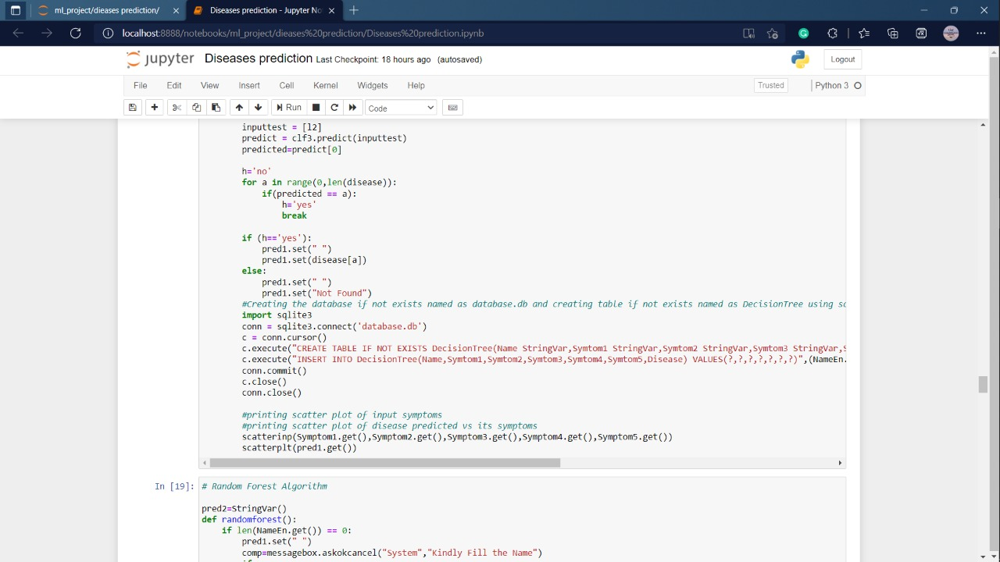 ml_project/dieases prediction/
Diseases prediction - Jupyter No
localhost:8888/notebooks/ml_project/dieases%20prediction/Diseases%20prediction.ipynb
jupyter Diseases prediction Last Checkpoint: 18 hours ago (autosaved)
Logout
File Edit View Insert Cell Kernel Widgets Help
Trusted
Python 3
Run
Code
inputtest = [l2]
predict = clf3.predict(inputtest)
predicted=predict[0]
h='no'
for a in range(0,len(disease)):
if(predicted == a):
h='yes'
break
if (h=='yes'):
pred1.set(" ")
pred1.set(disease[a])
else:
pred1.set(" ")
pred1.set("Not Found")
#Creating the database if not exists named as database.db and creating table if not exists named as DecisionTree using
import sqlite3
conn = sqlite3.connect('database.db')
c = conn.cursor()
c.execute("CREATE TABLE IF NOT EXISTS DecisionTree(Name StringVar,Symtom1 StringVar,Symtom2 StringVar,Symtom3 StringVar,S
c.execute("INSERT INTO DecisionTree(Name,Symtom1,Symtom2,Symtom3,Symtom4,Symtom5,Disease) VALUES(?,?,?,?,?,?,?)",(NameEn.
conn.commit()
c.close()
conn.close()
#printing scatter plot of input symptoms
#printing scatter plot of disease predicted vs its symptoms
scatterinp(Symptom1.get(),Symptom2.get(),Symptom3.get(),Symptom4.get(),Symptom5.get())
scatterplt(pred1.get())
In [19]: # Random Forest Algorithm
pred2=StringVar()
def randomforest():
if len(NameEn.get()) == 0:
pred1.set(" ")
comp=messagebox.askokcancel("System","Kindly Fill the Name")